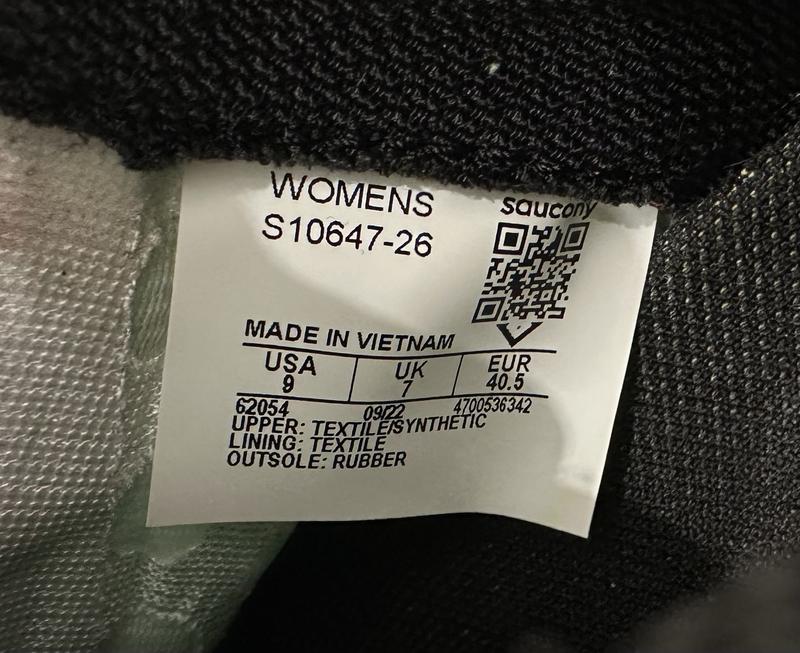 WOMENS
S10647-26
saucony
MADE IN VIETNAM
USA UK EUR
9 7 40.5
62054 09/22 4700536342
UPPER: TEXTILE/SYNTHETIC
LINING: TEXTILE
OUTSOLE: RUBBER